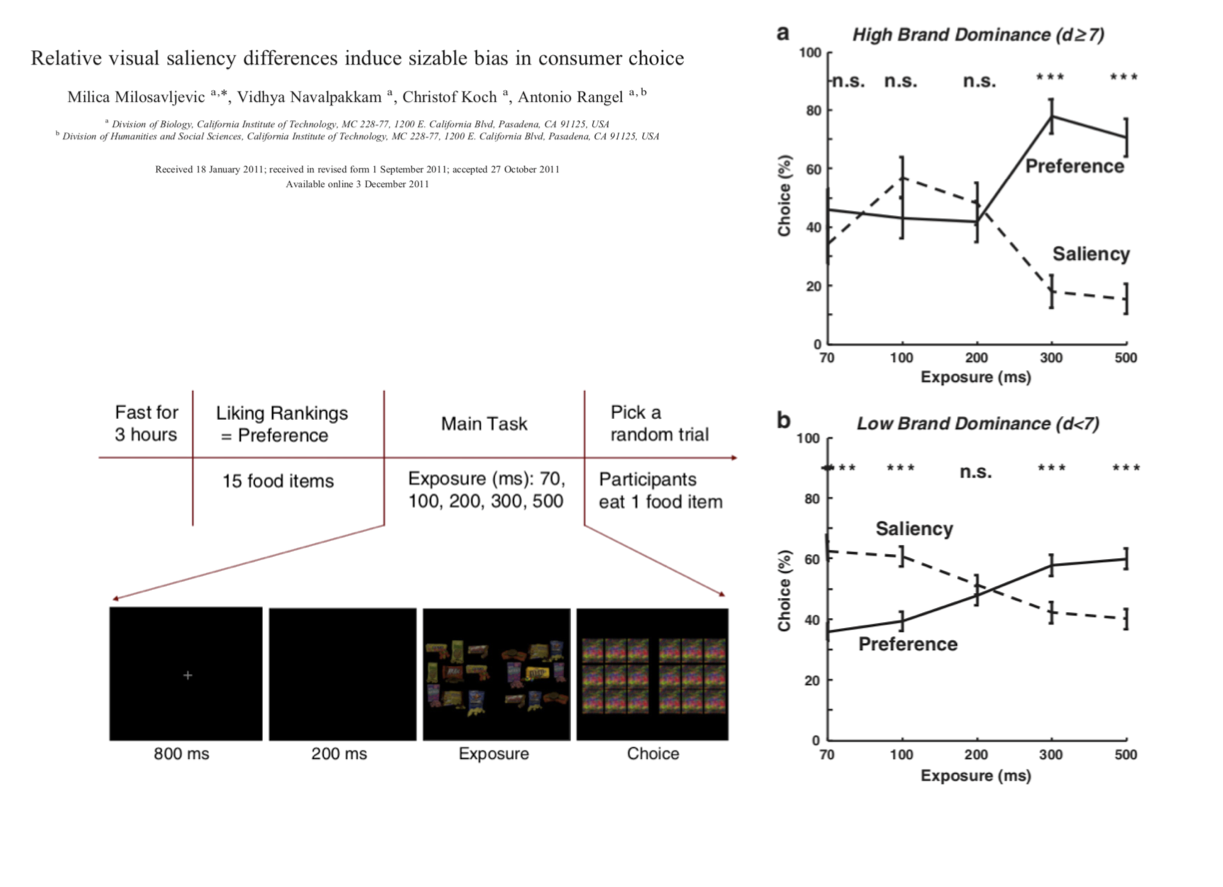 Relative visual saliency differences induce sizable bias in consumer choice
Milica Milosavljevic a,*, Vidhya Navalpakkam a, Christof Koch a, Antonio Rangel a,b
a Division of Biology, California Institute of Technology, MC 228-77, 1200 E. California Blvd, Pasadena, CA 91125, USA
b Division of Humanities and Social Sciences, California Institute of Technology, MC 228-77, 1200 E. California Blvd, Pasadena, CA 91125, USA
Received 18 January 2011; received in revised form 1 September 2011; accepted 27 October 2011
Available online 3 December 2011
Fast for
3 hours
Liking Rankings
= Preference
Main Task
Pick a
random trial
15 food items
Exposure (ms): 70,
100, 200, 300, 500
Participants
eat 1 food item
800 ms
200 ms
Exposure
Choice
a
High Brand Dominance (d≥7)
100
80
60
40
20
0
Choice (%)
n.s.
n.s.
n.s.
***
***
Preference
Saliency
70
100
200
300
500
Exposure (ms)
b
Low Brand Dominance (d<7)
100
80
60
40
20
0
Choice (%)
***
***
n.s.
***
***
Saliency
Preference
70
100
200
300
500
Exposure (ms)